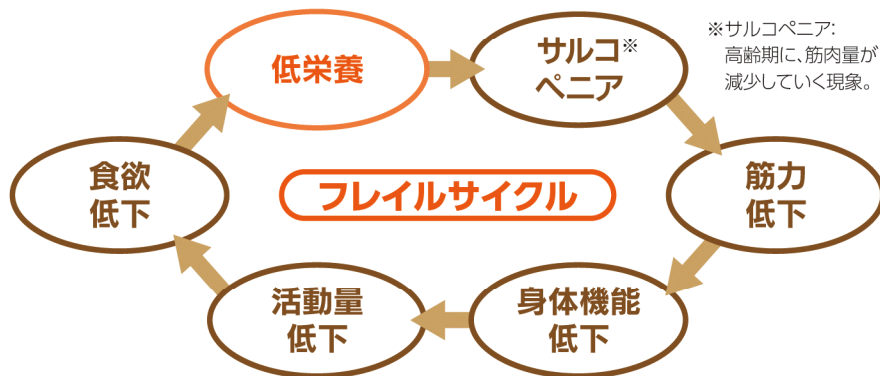 低栄養
サルコ※
ペニア
※サルコペニア:
高齢期に、筋肉量が
減少していく現象。
食欲
低下
フレイルサイクル
筋力
低下
活動量
低下
身体機能
低下